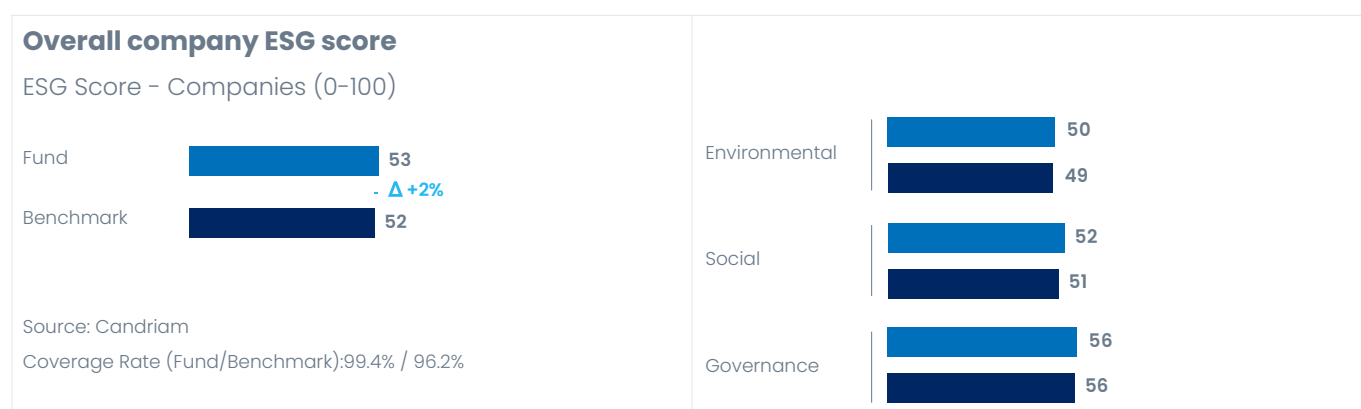 Overall company ESG score
ESG Score - Companies (0-100)
Fund
53
- Δ +2%
Benchmark
52
Source: Candriam
Coverage Rate (Fund/Benchmark):99.4% / 96.2%
Environmental
50
49
Social
52
51
Governance
56
56